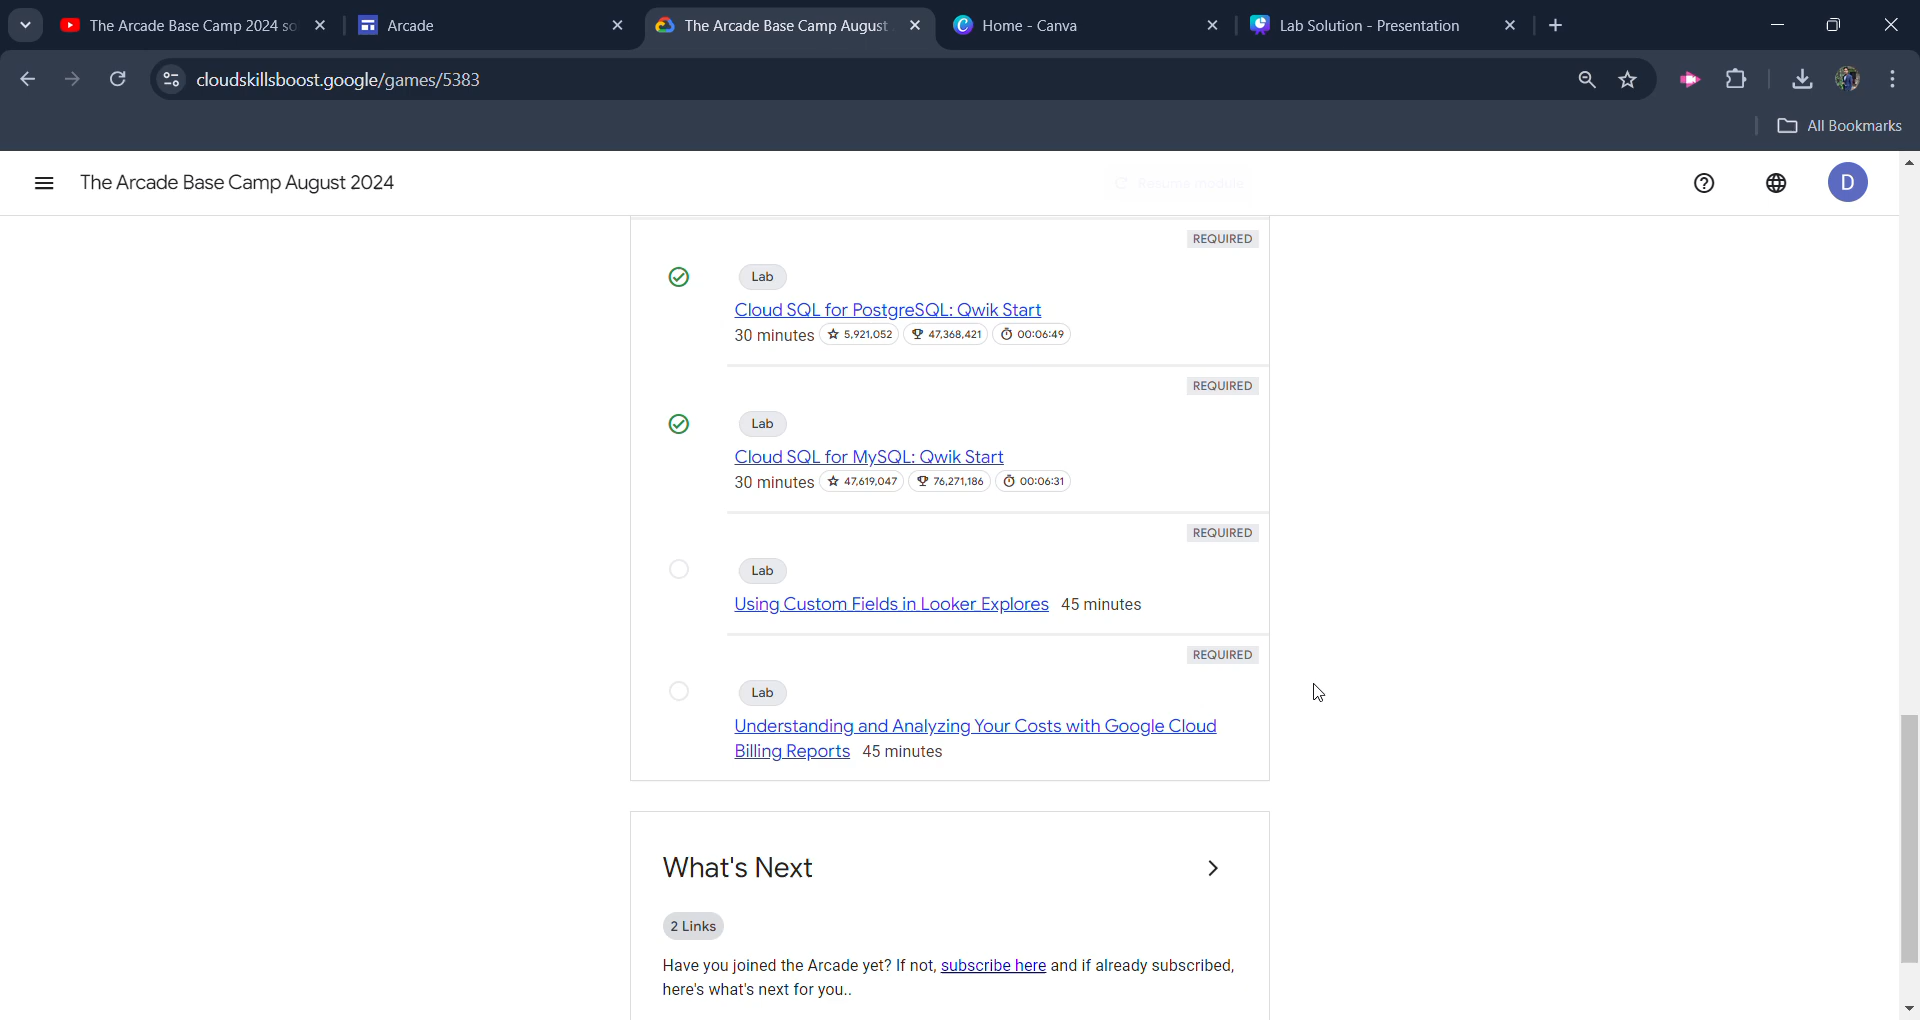 The Arcade Base Camp 2024 so
Arcade
The Arcade Base Camp August
Home - Canva
Lab Solution - Presentation
cloudskillsboost.google/games/5383
All Bookmarks
The Arcade Base Camp August 2024
Resume module
D
REQUIRED
Lab
Cloud SQL for PostgreSQL: Qwik Start
30 minutes 5,921,052 47,368,421 00:06:49
REQUIRED
Lab
Cloud SQL for MySQL: Qwik Start
30 minutes 47,619,047 76,271,186 00:06:31
REQUIRED
Lab
Using Custom Fields in Looker Explores 45 minutes
REQUIRED
Lab
Understanding and Analyzing Your Costs with Google Cloud
Billing Reports 45 minutes
What's Next
2 Links
Have you joined the Arcade yet? If not, subscribe here and if already subscribed,
here's what's next for you..